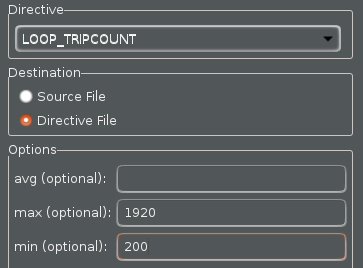 Directive
LOOP_TRIPCOUNT
Destination
Source File
Directive File
Options
avg (optional):
max (optional): 1920
min (optional): 200